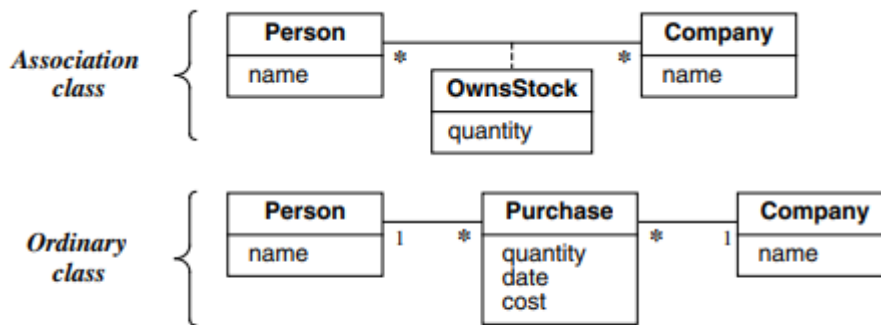 Association
class
Person
name
*
*
Company
name
OwnsStock
quantity
Ordinary
class
Person
name
1
*
Purchase
quantity
date
cost
*
1
Company
name